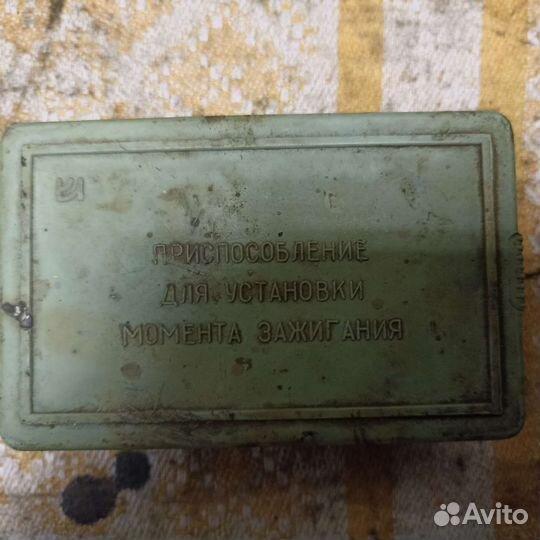 ПРИСПОСОБЛЕНИЕ
ДЛЯ УСТАНОВКИ
МОМЕНТА ЗАЖИГАНИЯ
Avito